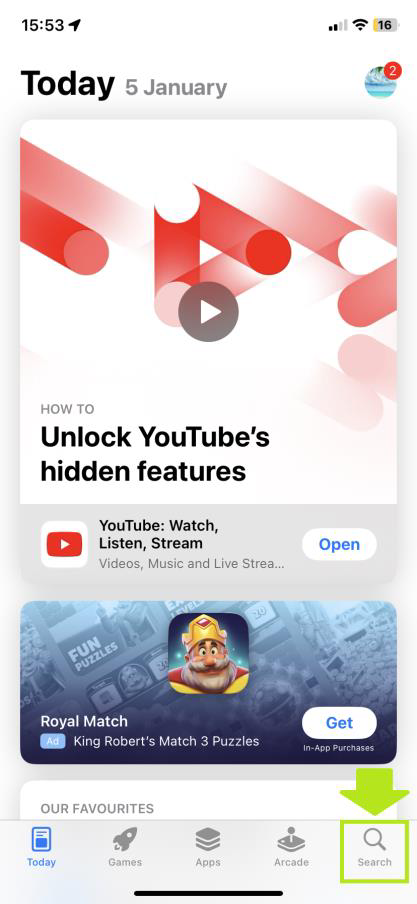 15:53
16
Today 5 January
2
HOW TO
Unlock YouTube's
hidden features
YouTube: Watch,
Listen, Stream
Videos, Music and Live Strea...
Open
FUN
PUZZLES
Royal Match
Ad King Robert's Match 3 Puzzles
Get
In-App Purchases
OUR FAVOURITES
Today Games Apps Arcade Search